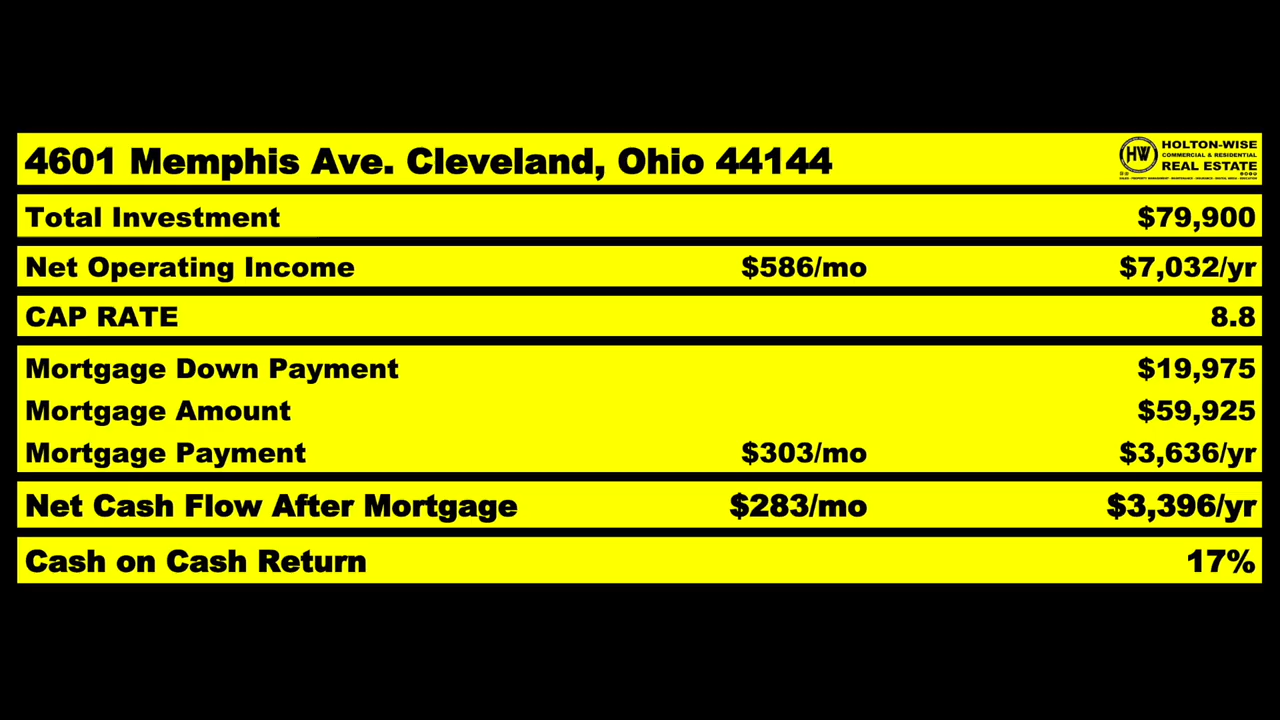 4601 Memphis Ave. Cleveland, Ohio 44144
HW
HOLTON-WISE
COMMERCIAL & RESIDENTIAL
REAL ESTATE
Total Investment $79,900
Net Operating Income $586/mo $7,032/yr
CAP RATE 8.8
Mortgage Down Payment $19,975
Mortgage Amount $59,925
Mortgage Payment $303/mo $3,636/yr
Net Cash Flow After Mortgage $283/mo $3,396/yr
Cash on Cash Return 17%